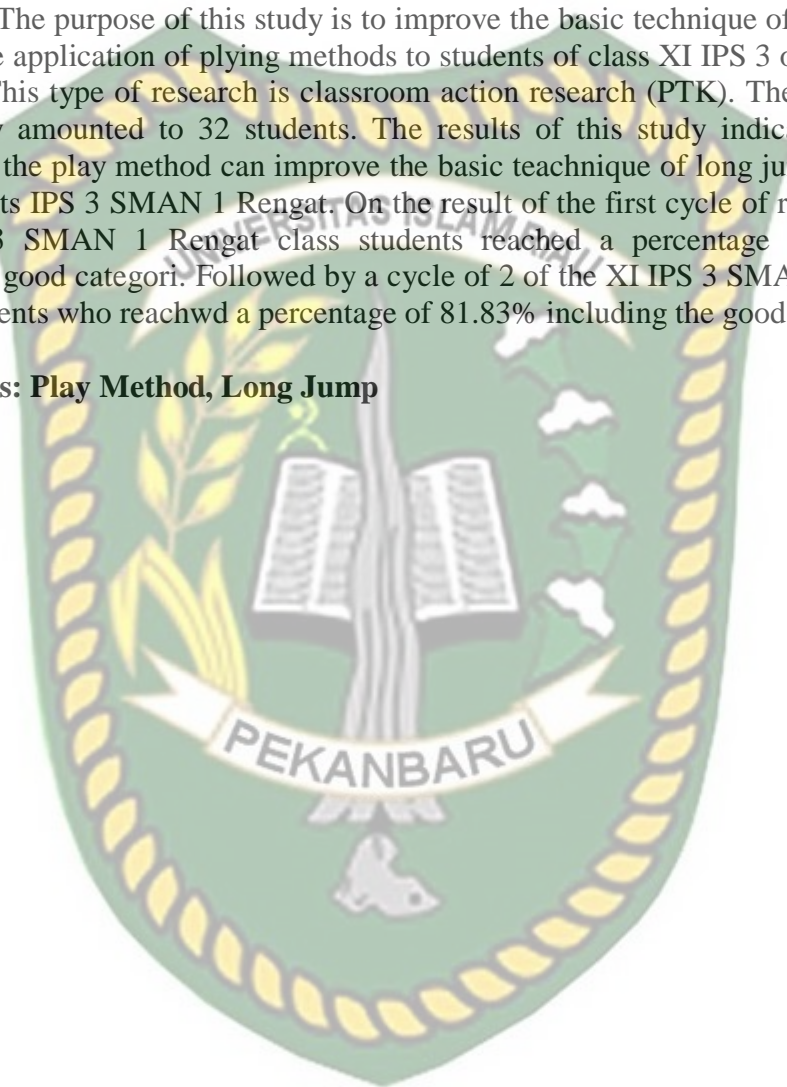 The purpose of this study is to improve the basic technique of
e application of plying methods to students of class XI IPS 3 o
This type of research is classroom action research (PTK). The
y amounted to 32 students. The results of this study indic
the play method can improve the basic teachnique of long ju
ts IPS 3 SMAN 1 Rengat. On the result of the first cycle of r
3 SMAN 1 Rengat class students reached a percentage
good categori. Followed by a cycle of 2 of the XI IPS 3 SMA
ents who reachwd a percentage of 81.83% including the good
s: Play Method, Long Jump
UNIVERSITAS ISLAM RIAU
PEKANBARU